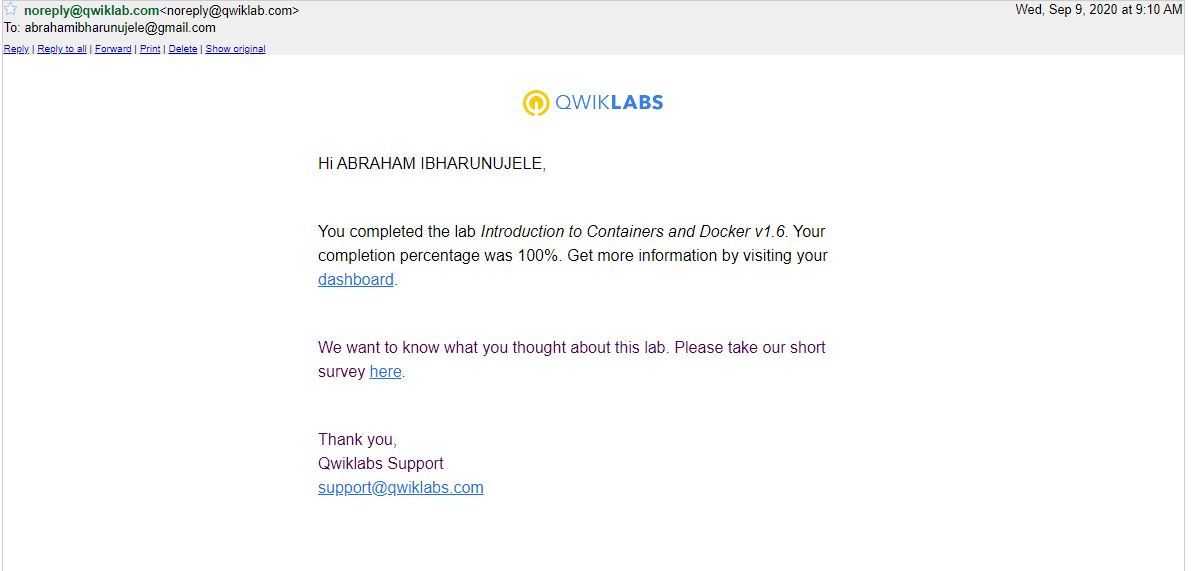 noreply@qwiklab.com<noreply@qwiklab.com> Wed, Sep 9, 2020 at 9:10 AM
To: abrahamibharunujele@gmail.com
Reply | Reply to all | Forward | Print | Delete | Show original
QWIKLABS
Hi ABRAHAM IBHARUNUJELE,
You completed the lab Introduction to Containers and Docker v1.6. Your
completion percentage was 100%. Get more information by visiting your
dashboard.
We want to know what you thought about this lab. Please take our short
survey here.
Thank you,
Qwiklabs Support
support@qwiklabs.com